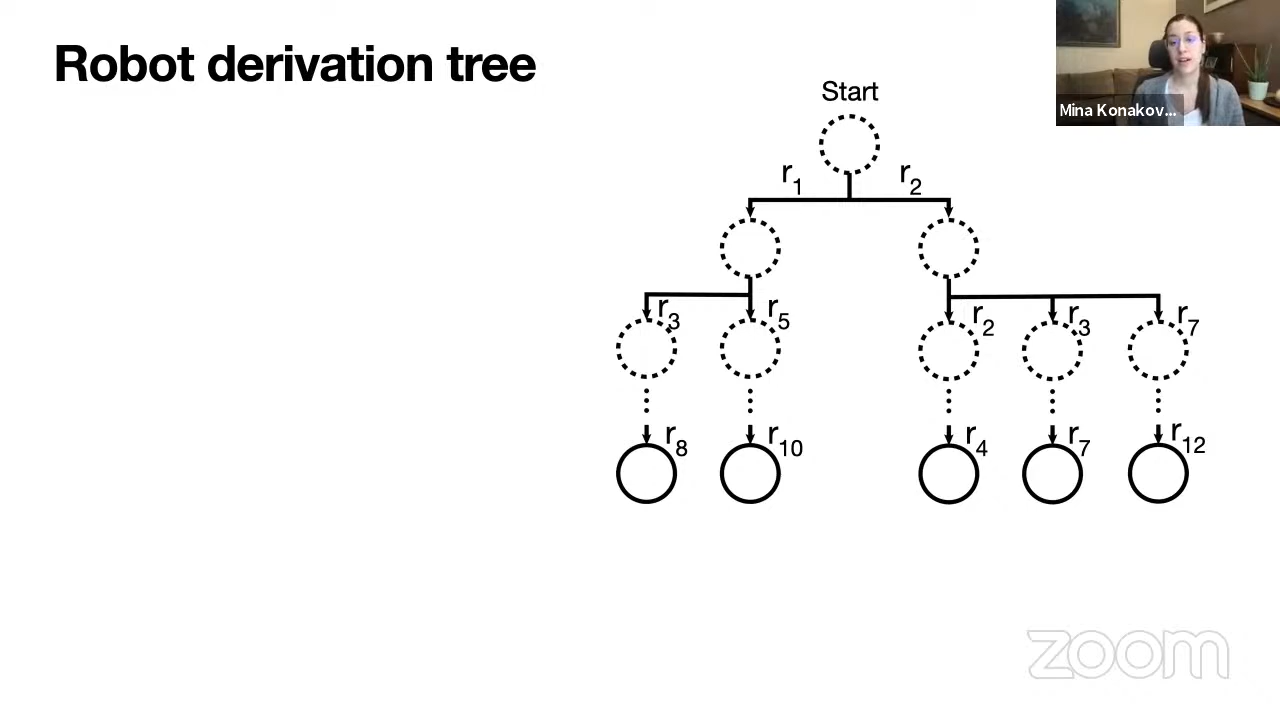 Robot derivation tree
Start
Mina Konakov...
r1 r2
r3 r5 r2 r3 r7
r8 r10 r4 r7 r12
zoom